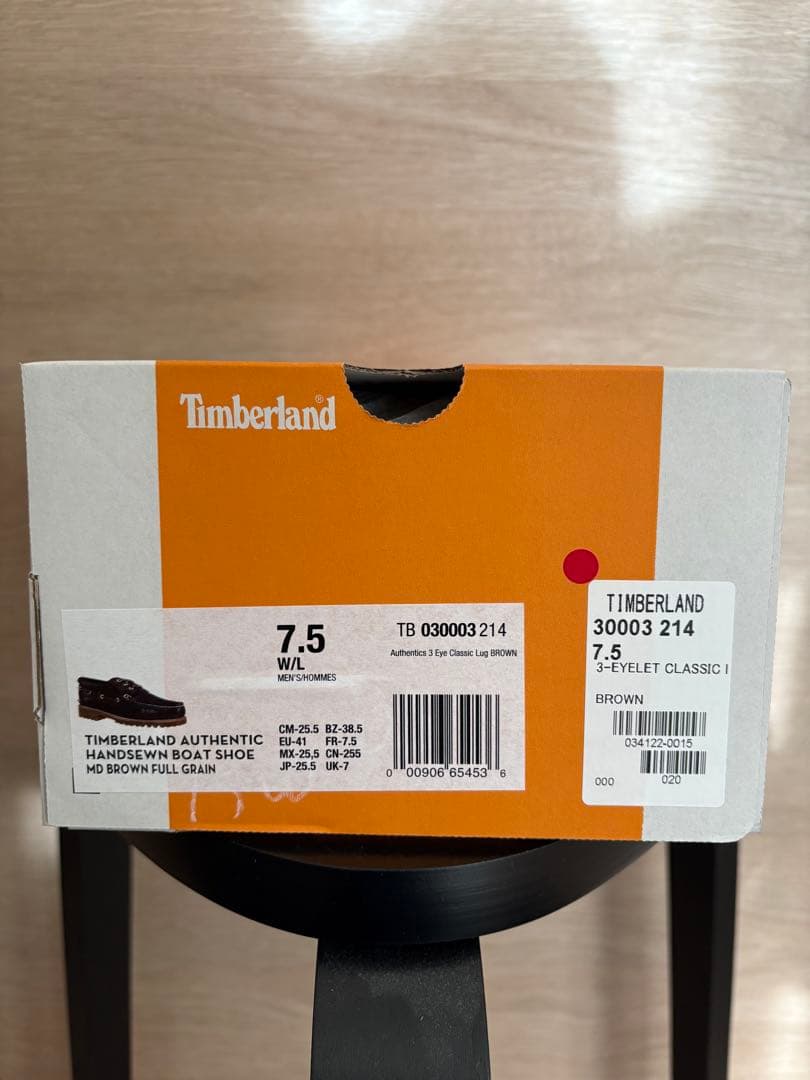 Timberland®
7.5
W/L
MEN'S/HOMMES
TB 030003 214
Authentics 3 Eye Classic Lug BROWN
TIMBERLAND AUTHENTIC
HANDSEWN BOAT SHOE
MD BROWN FULL GRAIN
CM-25.5 BZ-38.5
EU-41 FR-7.5
MX-25,5 CN-255
JP-25.5 UK-7
0 00906 65453 6
TIMBERLAND
30003 214
7.5
3-EYELET CLASSIC
BROWN
034122-0015
000 020